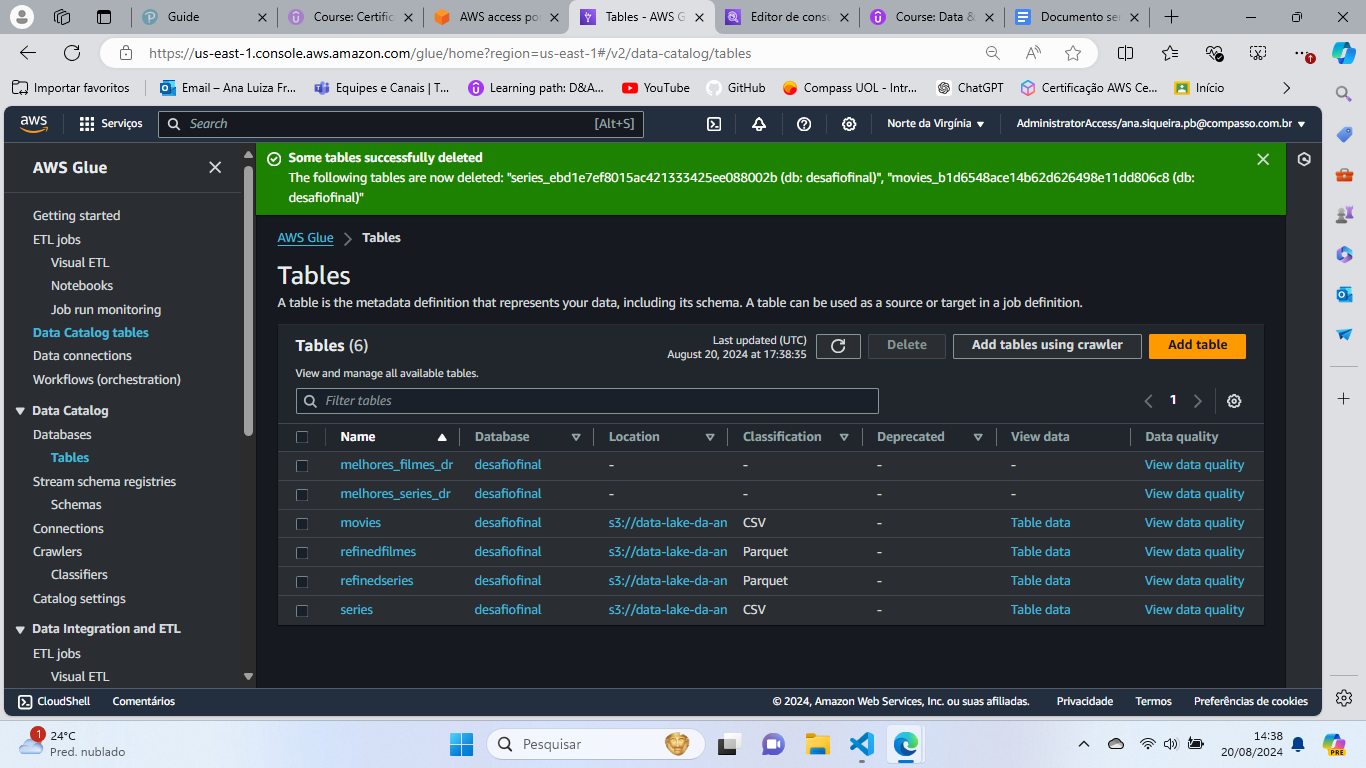 Guide
Course: Certific
AWS access po
Tables - AWS G
Editor de consu
Course: Data &
Documento se
https://us-east-1.console.aws.amazon.com/glue/home?region=us-east-1#/v2/data-catalog/tables
Importar favoritos
Email – Ana Luiza Fr...
Equipes e Canais | T...
Learning path: D&A...
YouTube
GitHub
Compass UOL - Intr...
ChatGPT
Certificação AWS Ce...
Início
aws
Serviços
Search
[Alt+S]
Norte da Virgínia
AdministratorAccess/ana.siqueira.pb@compasso.com.br
AWS Glue
Getting started
ETL jobs
Visual ETL
Notebooks
Job run monitoring
Data Catalog tables
Data connections
Workflows (orchestration)
Data Catalog
Databases
Tables
Stream schema registries
Schemas
Connections
Crawlers
Classifiers
Catalog settings
Data Integration and ETL
ETL jobs
Visual ETL
Some tables successfully deleted
The following tables are now deleted: "series_ebd1e7ef8015ac421333425ee088002b (db: desafiofinal)", "movies_b1d6548ace14b62d626498e11dd806c8 (db:
desafiofinal)"
AWS Glue
Tables
Tables
A table is the metadata definition that represents your data, including its schema. A table can be used as a source or target in a job definition.
Tables (6)
Last updated (UTC)
August 20, 2024 at 17:38:35
Delete
Add tables using crawler
Add table
View and manage all available tables.
Filter tables
1
Name Database Location Classification Deprecated View data Data quality
melhores_filmes_dr desafiofinal - - - - View data quality
melhores_series_dr desafiofinal - - - - View data quality
movies desafiofinal s3://data-lake-da-an CSV - Table data View data quality
refinedfilmes desafiofinal s3://data-lake-da-an Parquet - Table data View data quality
refinedseries desafiofinal s3://data-lake-da-an Parquet - Table data View data quality
series desafiofinal s3://data-lake-da-an CSV - Table data View data quality
CloudShell
Comentários
© 2024, Amazon Web Services, Inc. ou suas afiliadas.
Privacidade
Termos
Preferências de cookies
1
24°C
Pred. nublado
Pesquisar
14:38
20/08/2024
PRE